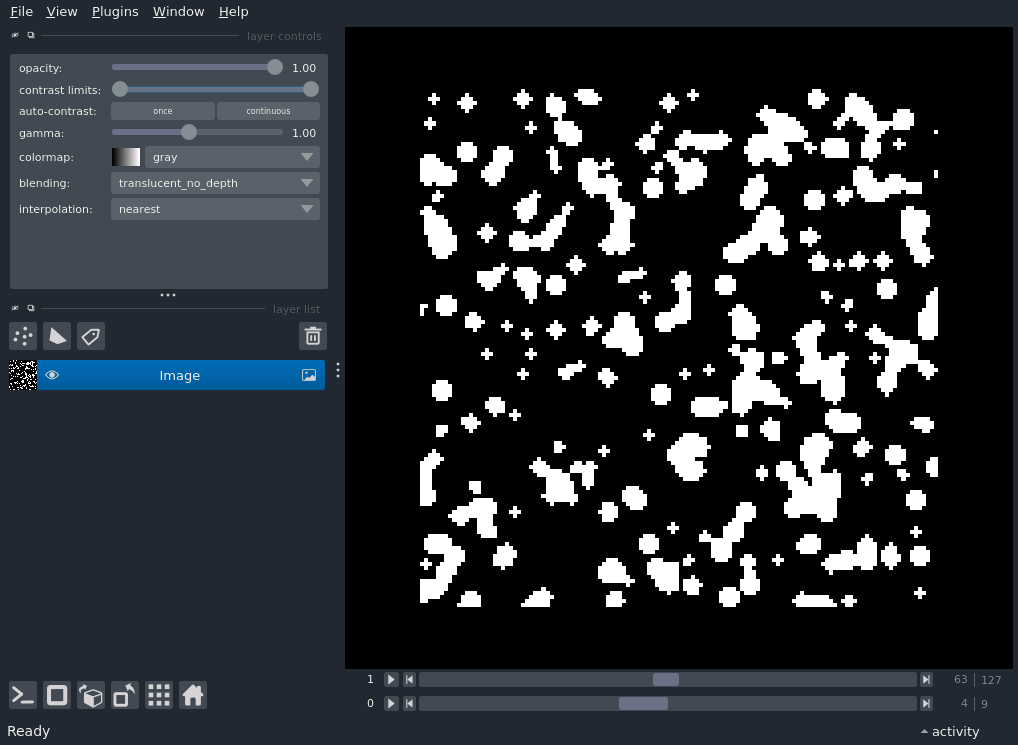 File View Plugins Window Help
layer controls
opacity: 1.00
contrast limits:
auto-contrast: once continuous
gamma: 1.00
colormap: gray
blending: translucent_no_depth
interpolation: nearest
layer list
Image
1 63 127
0 4 9
Ready activity